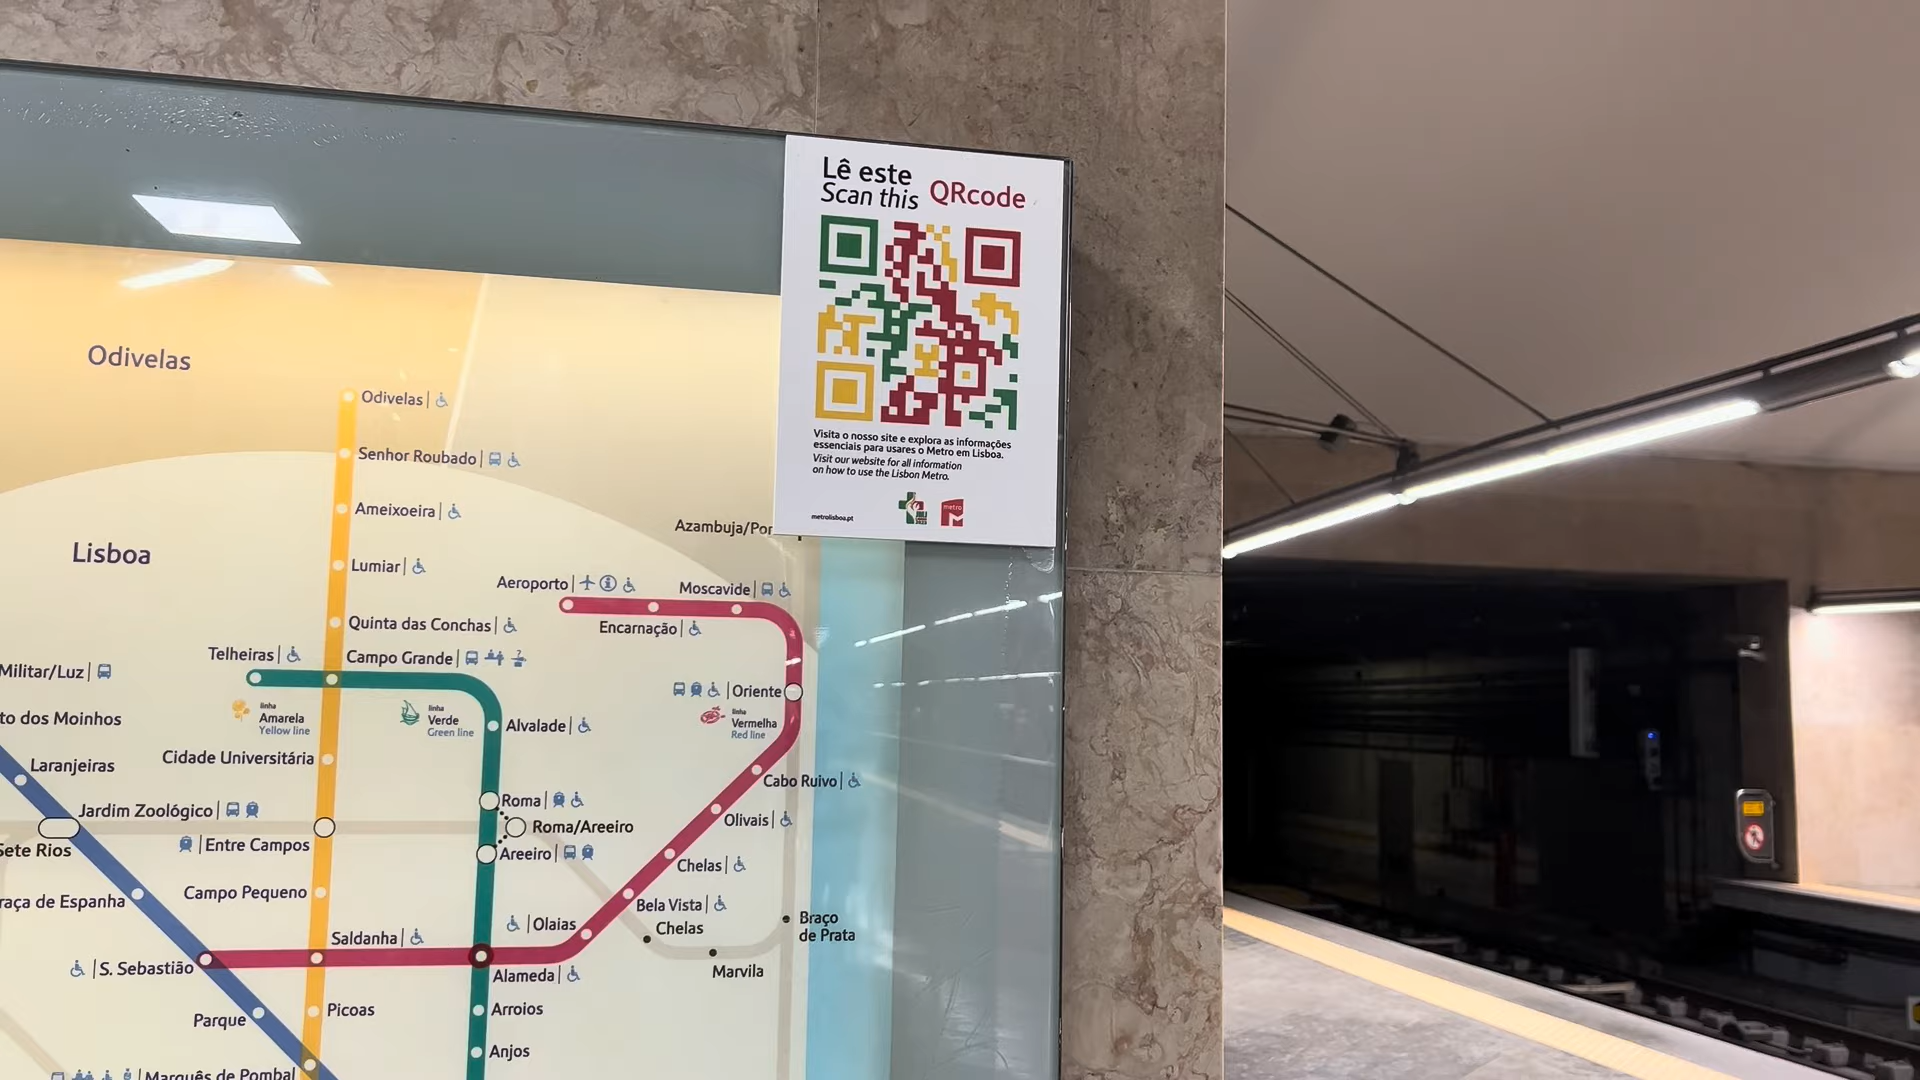 Lê este
Scan this
QRcode
Visita o nosso site e explora as informações
essenciais para usares o Metro em Lisboa.
Visit our website for all information
on how to use the Lisbon Metro.
metrolisboa.pt
metro
Odivelas
Lisboa
Odivelas
Senhor Roubado
Ameixoeira
Lumiar
Quinta das Conchas
Telheiras
Campo Grande
Militar/Luz
to dos Moinhos
linha
Amarela
Yellow line
linha
Verde
Green line
Alvalade
Azambuja/Por
Aeroporto
Moscavide
Encarnação
Oriente
linha
Vermelha
Red line
Cidade Universitária
Laranjeiras
Cabo Ruivo
Jardim Zoológico
Roma
Roma/Areeiro
Olivais
Sete Rios
Entre Campos
Areeiro
Chelas
raça de Espanha
Campo Pequeno
Bela Vista
Olaias
Chelas
Braço
de Prata
Saldanha
S. Sebastião
Alameda
Marvila
Parque
Picoas
Arroios
Anjos
Marquês de Pombal